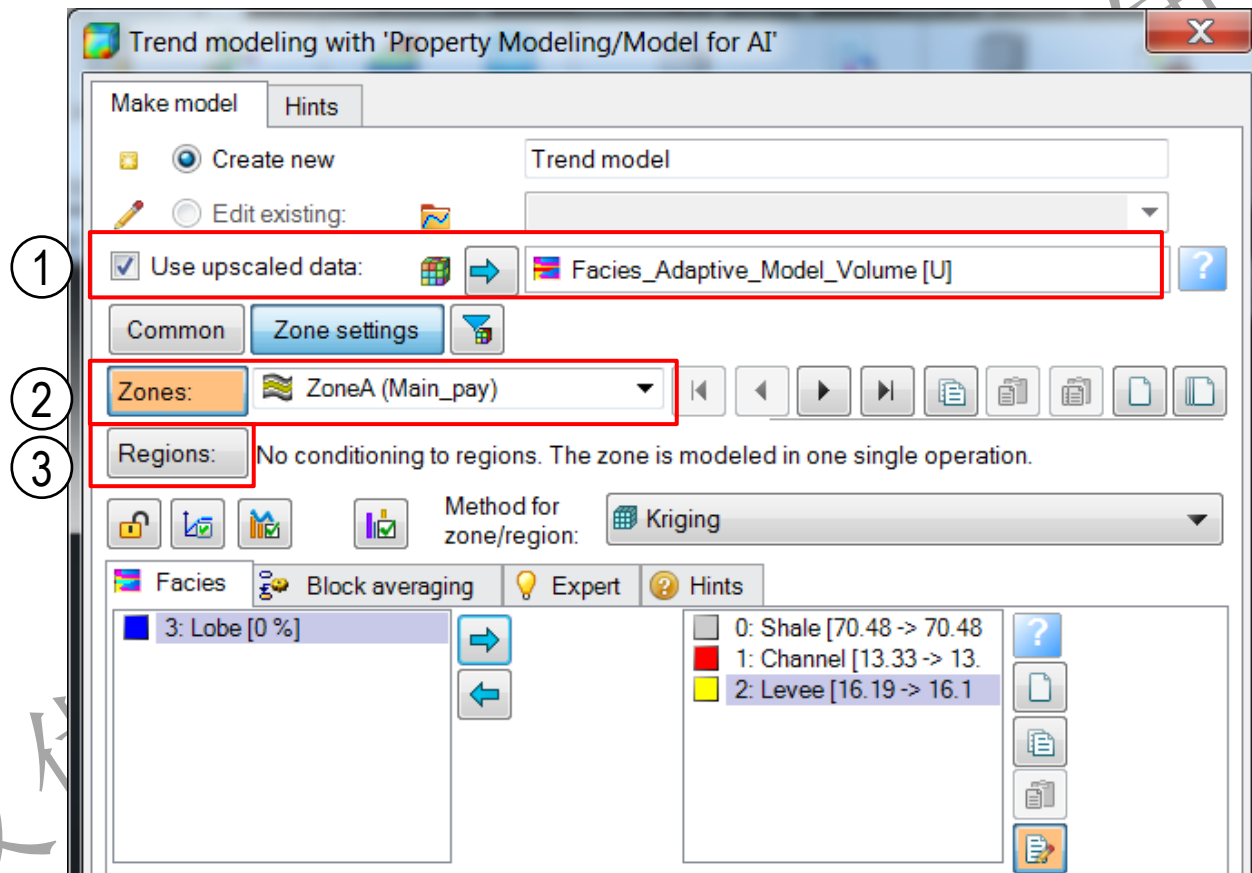 Trend modeling with 'Property Modeling/Model for AI'
X
Make model Hints
Create new Trend model
Edit existing:
1 Use upscaled data: Facies_Adaptive_Model_Volume [U] ?
Common Zone settings
2 Zones: ZoneA (Main_pay)
3 Regions: No conditioning to regions. The zone is modeled in one single operation.
Method for
zone/region: Kriging
Facies Block averaging Expert ? Hints
3: Lobe [0 %] 0: Shale [70.48 -> 70.48 ?
1: Channel [13.33 -> 13.
2: Levee [16.19 -> 16.1